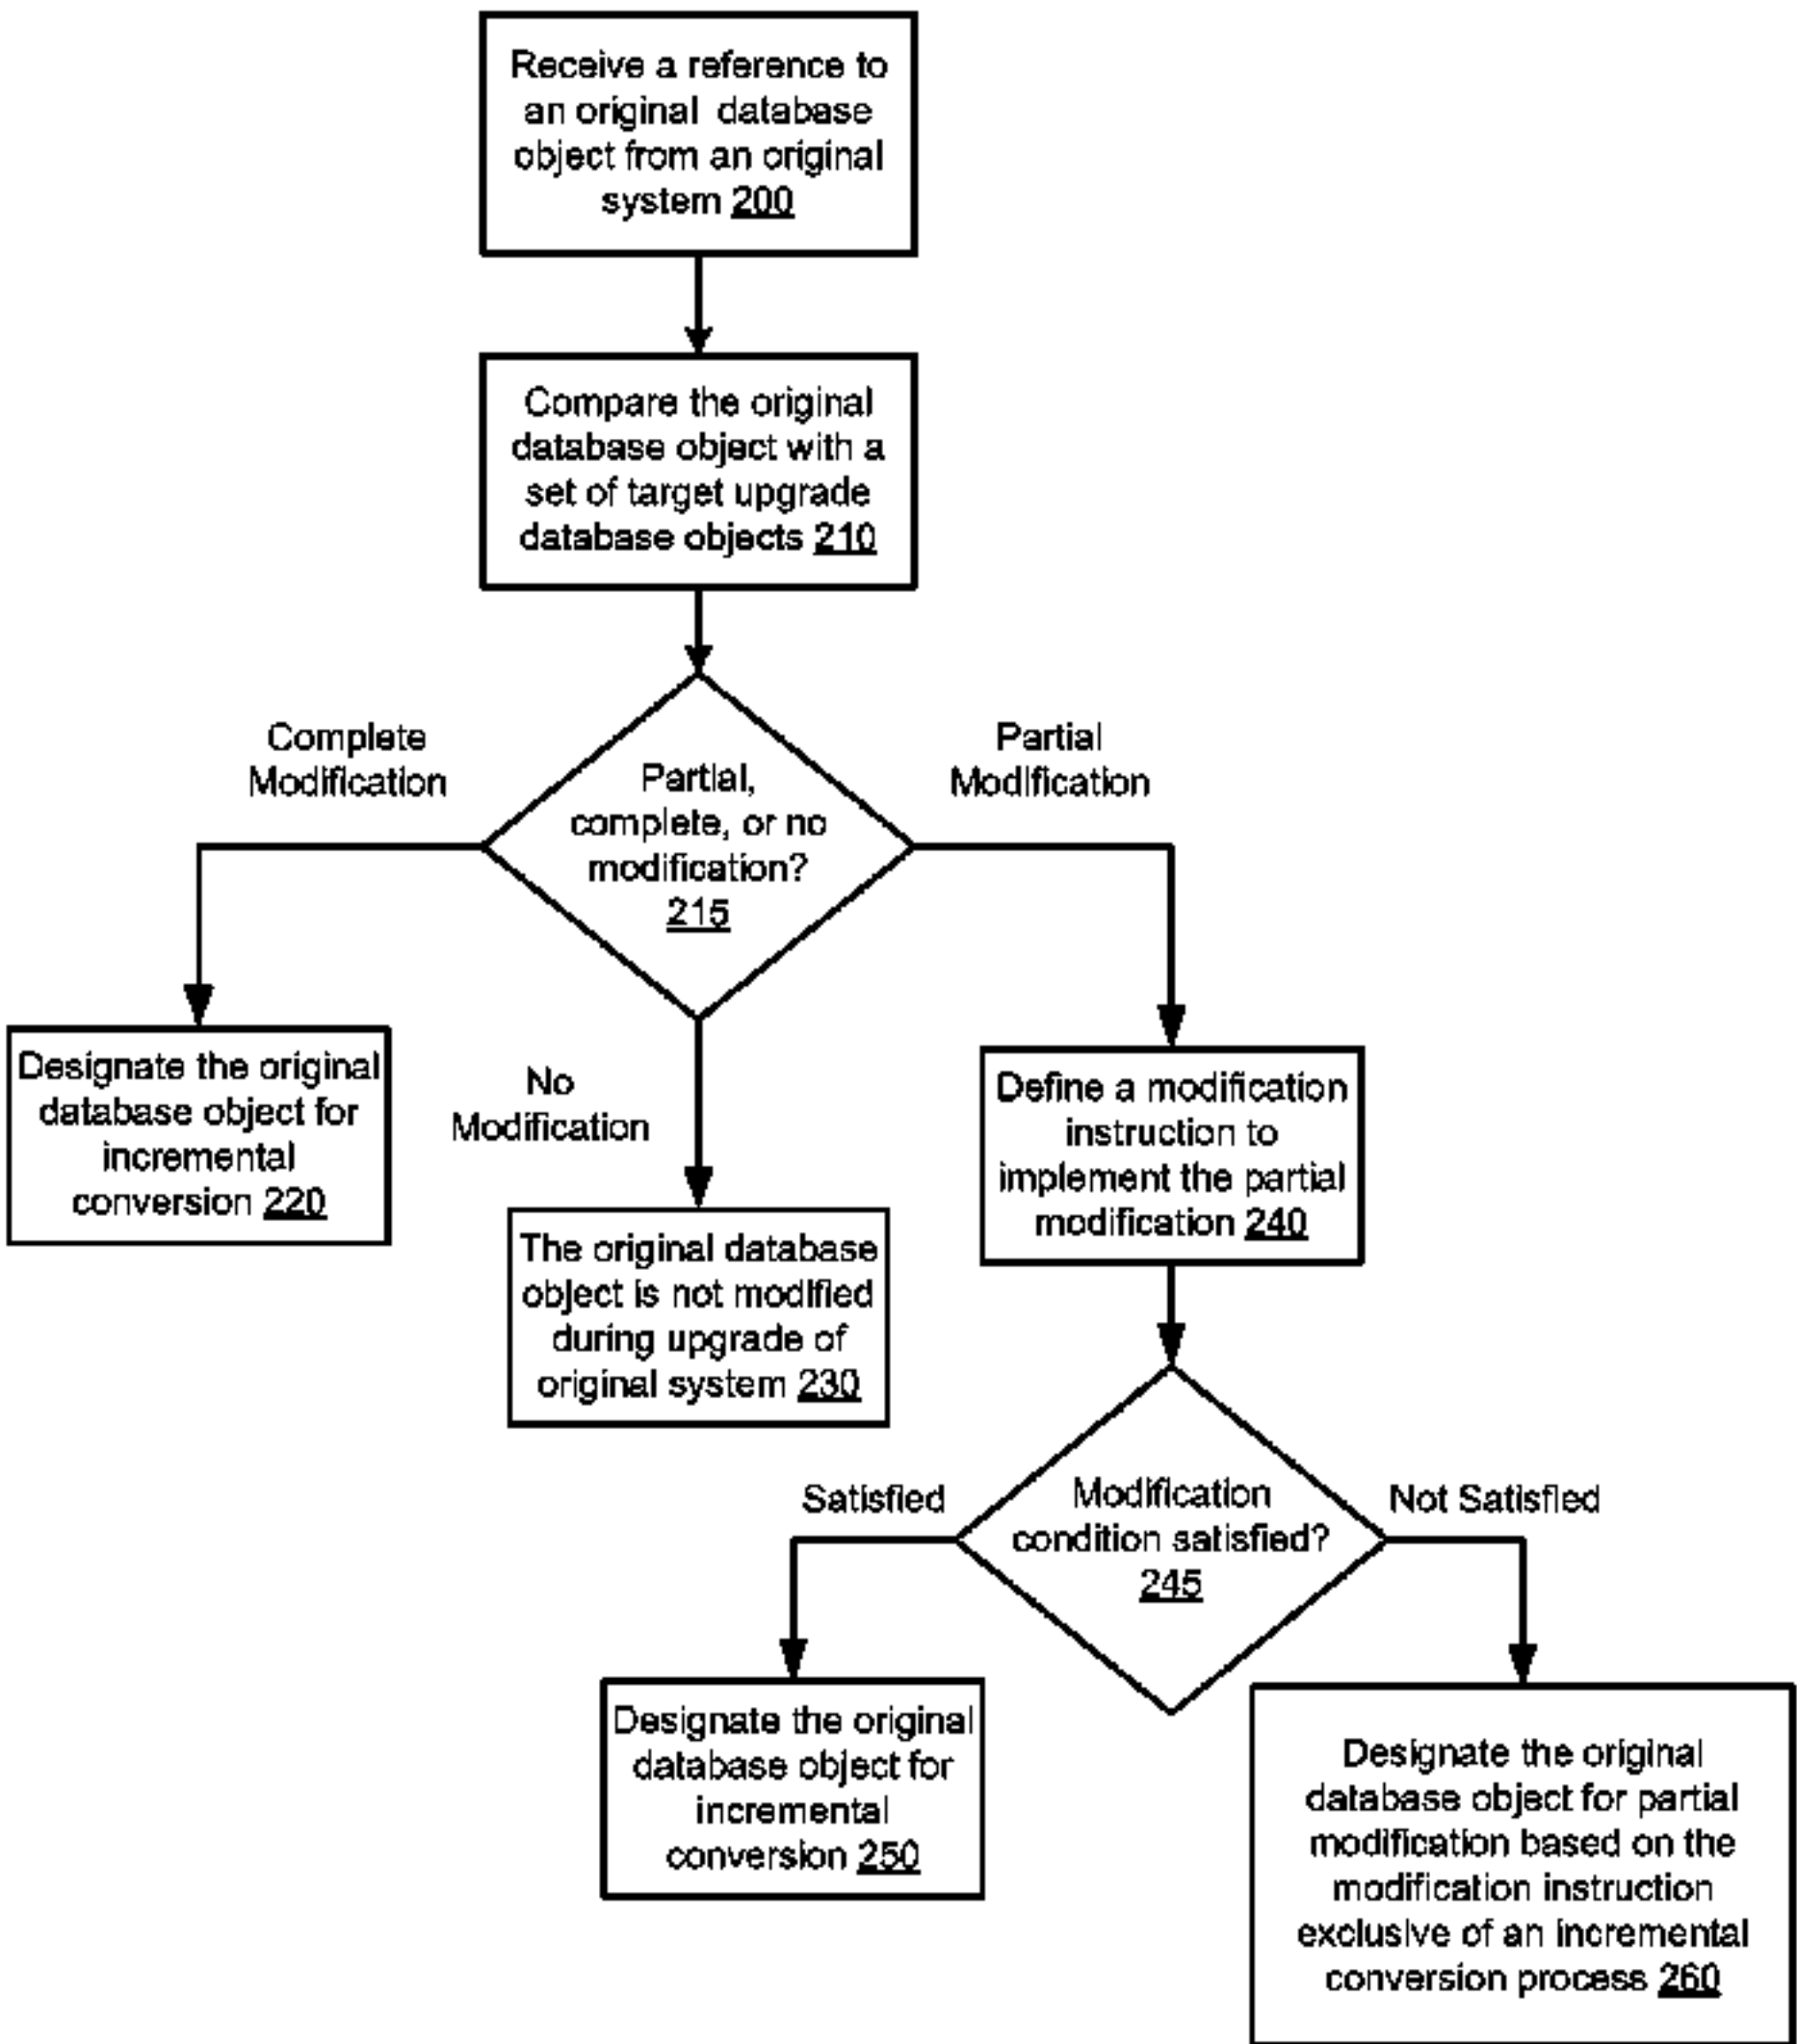 Receive a reference to
an original database
object from an original
system 200
Compare the original
database object with a
set of target upgrade
database objects 210
Complete
Modification
Partial
Modification
Partial,
complete, or no
modification?
215
Designate the original
database object for
incremental
conversion 220
No
Modification
The original database
object is not modified
during upgrade of
original system 230
Define a modification
instruction to
implement the partial
modification 240
Satisfied
Modification
condition satisfied?
245
Not Satisfied
Designate the original
database object for
incremental
conversion 250
Designate the original
database object for partial
modification based on the
modification instruction
exclusive of an incremental
conversion process 260